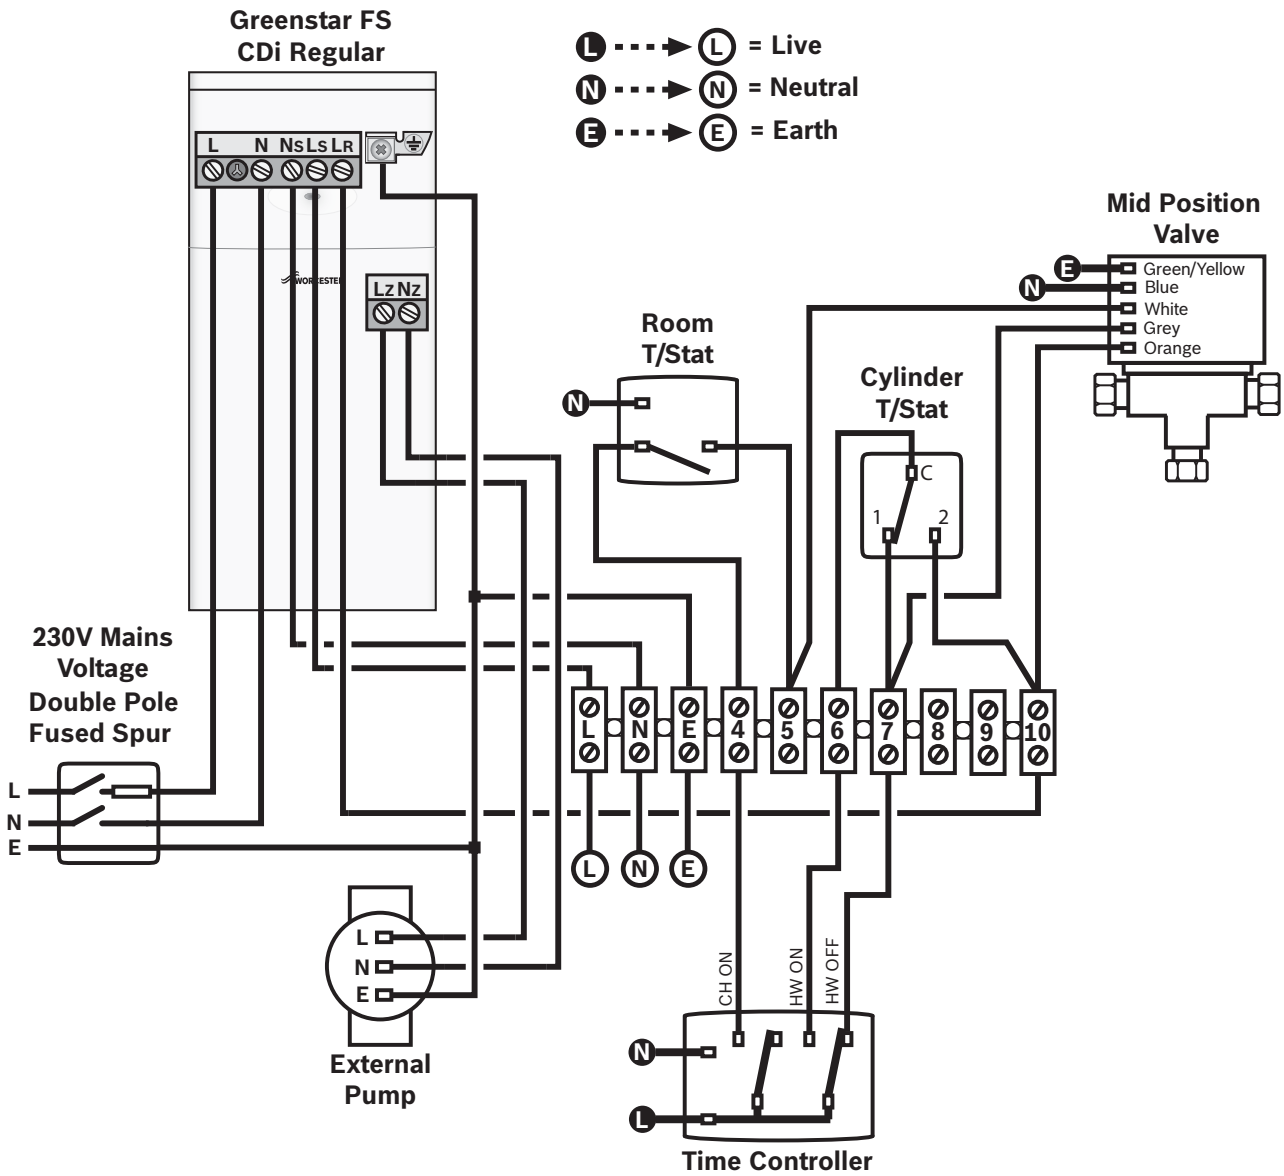 Greenstar FS
CDi Regular
L = Live
N = Neutral
E = Earth
L N NS LS LR
WORCESTER
LZ NZ
Mid Position
Valve
E
N
Green/Yellow
Blue
White
Grey
Orange
Room
T/Stat
N
Cylinder
T/Stat
C
1 2
230V Mains
Voltage
Double Pole
Fused Spur
L
N
E
L N E 4 5 6 7 8 9 10
L N E
L
N
E
External
Pump
CH ON
HW ON
HW OFF
N
L
Time Controller